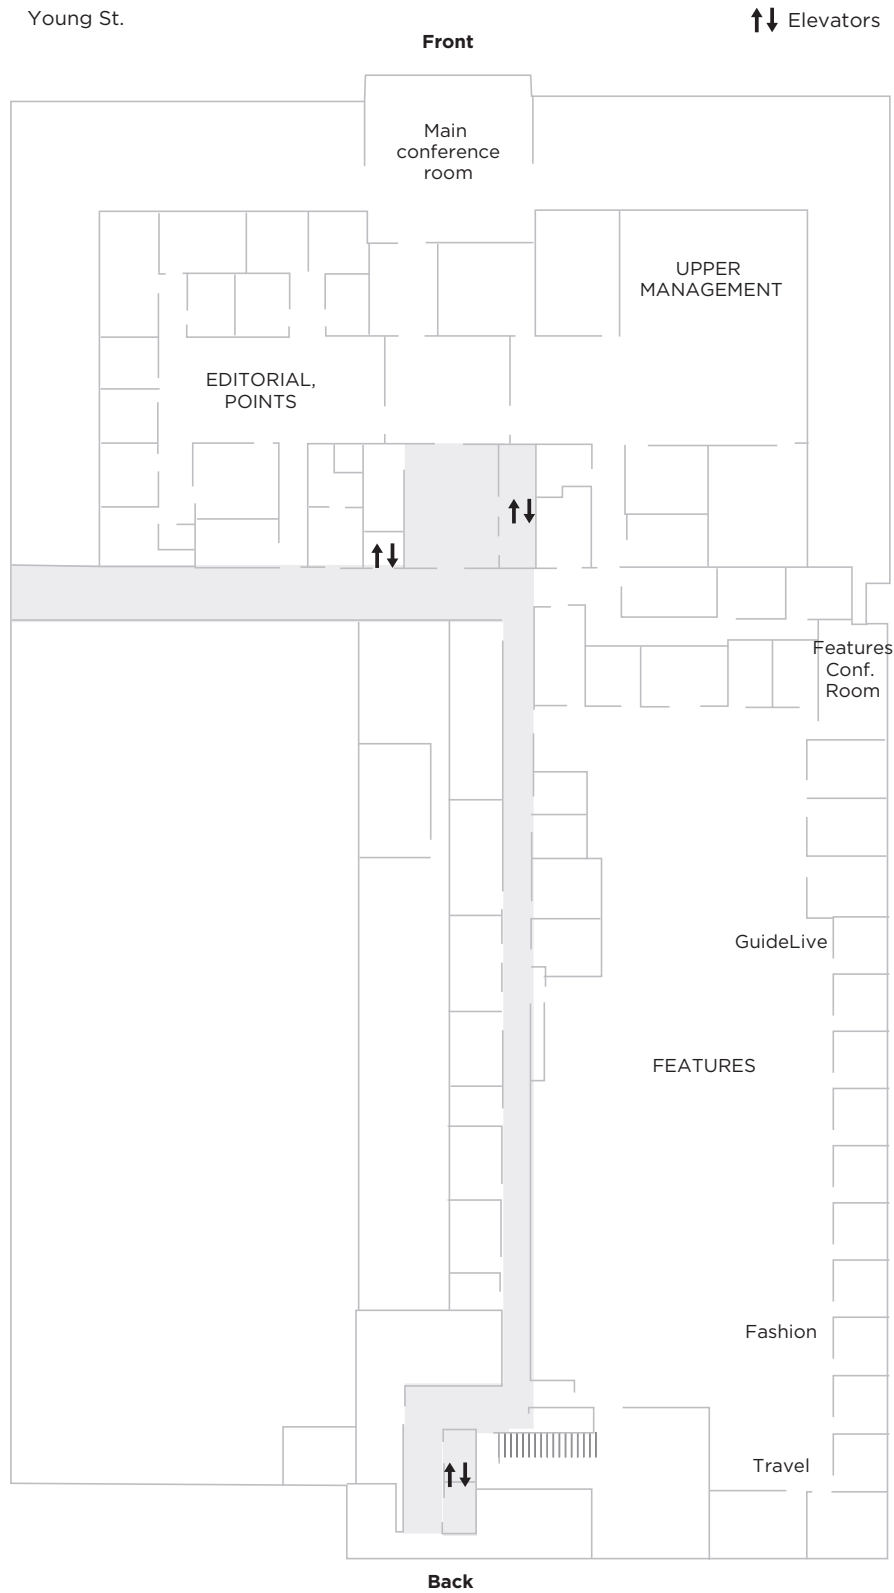 Young St.
Elevators
Front
Main
conference
room
UPPER
MANAGEMENT
EDITORIAL,
POINTS
Features
Conf.
Room
GuideLive
FEATURES
Fashion
Travel
Back